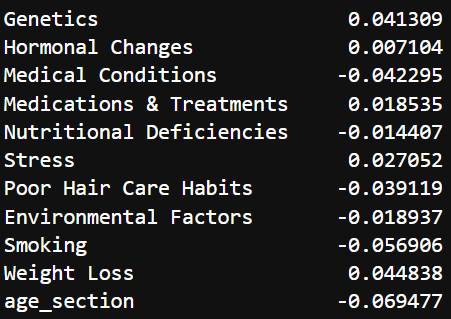 Genetics 0.041309
Hormonal Changes 0.007104
Medical Conditions -0.042295
Medications & Treatments 0.018535
Nutritional Deficiencies -0.014407
Stress 0.027052
Poor Hair Care Habits -0.039119
Environmental Factors -0.018937
Smoking -0.056906
Weight Loss 0.044838
age_section -0.069477